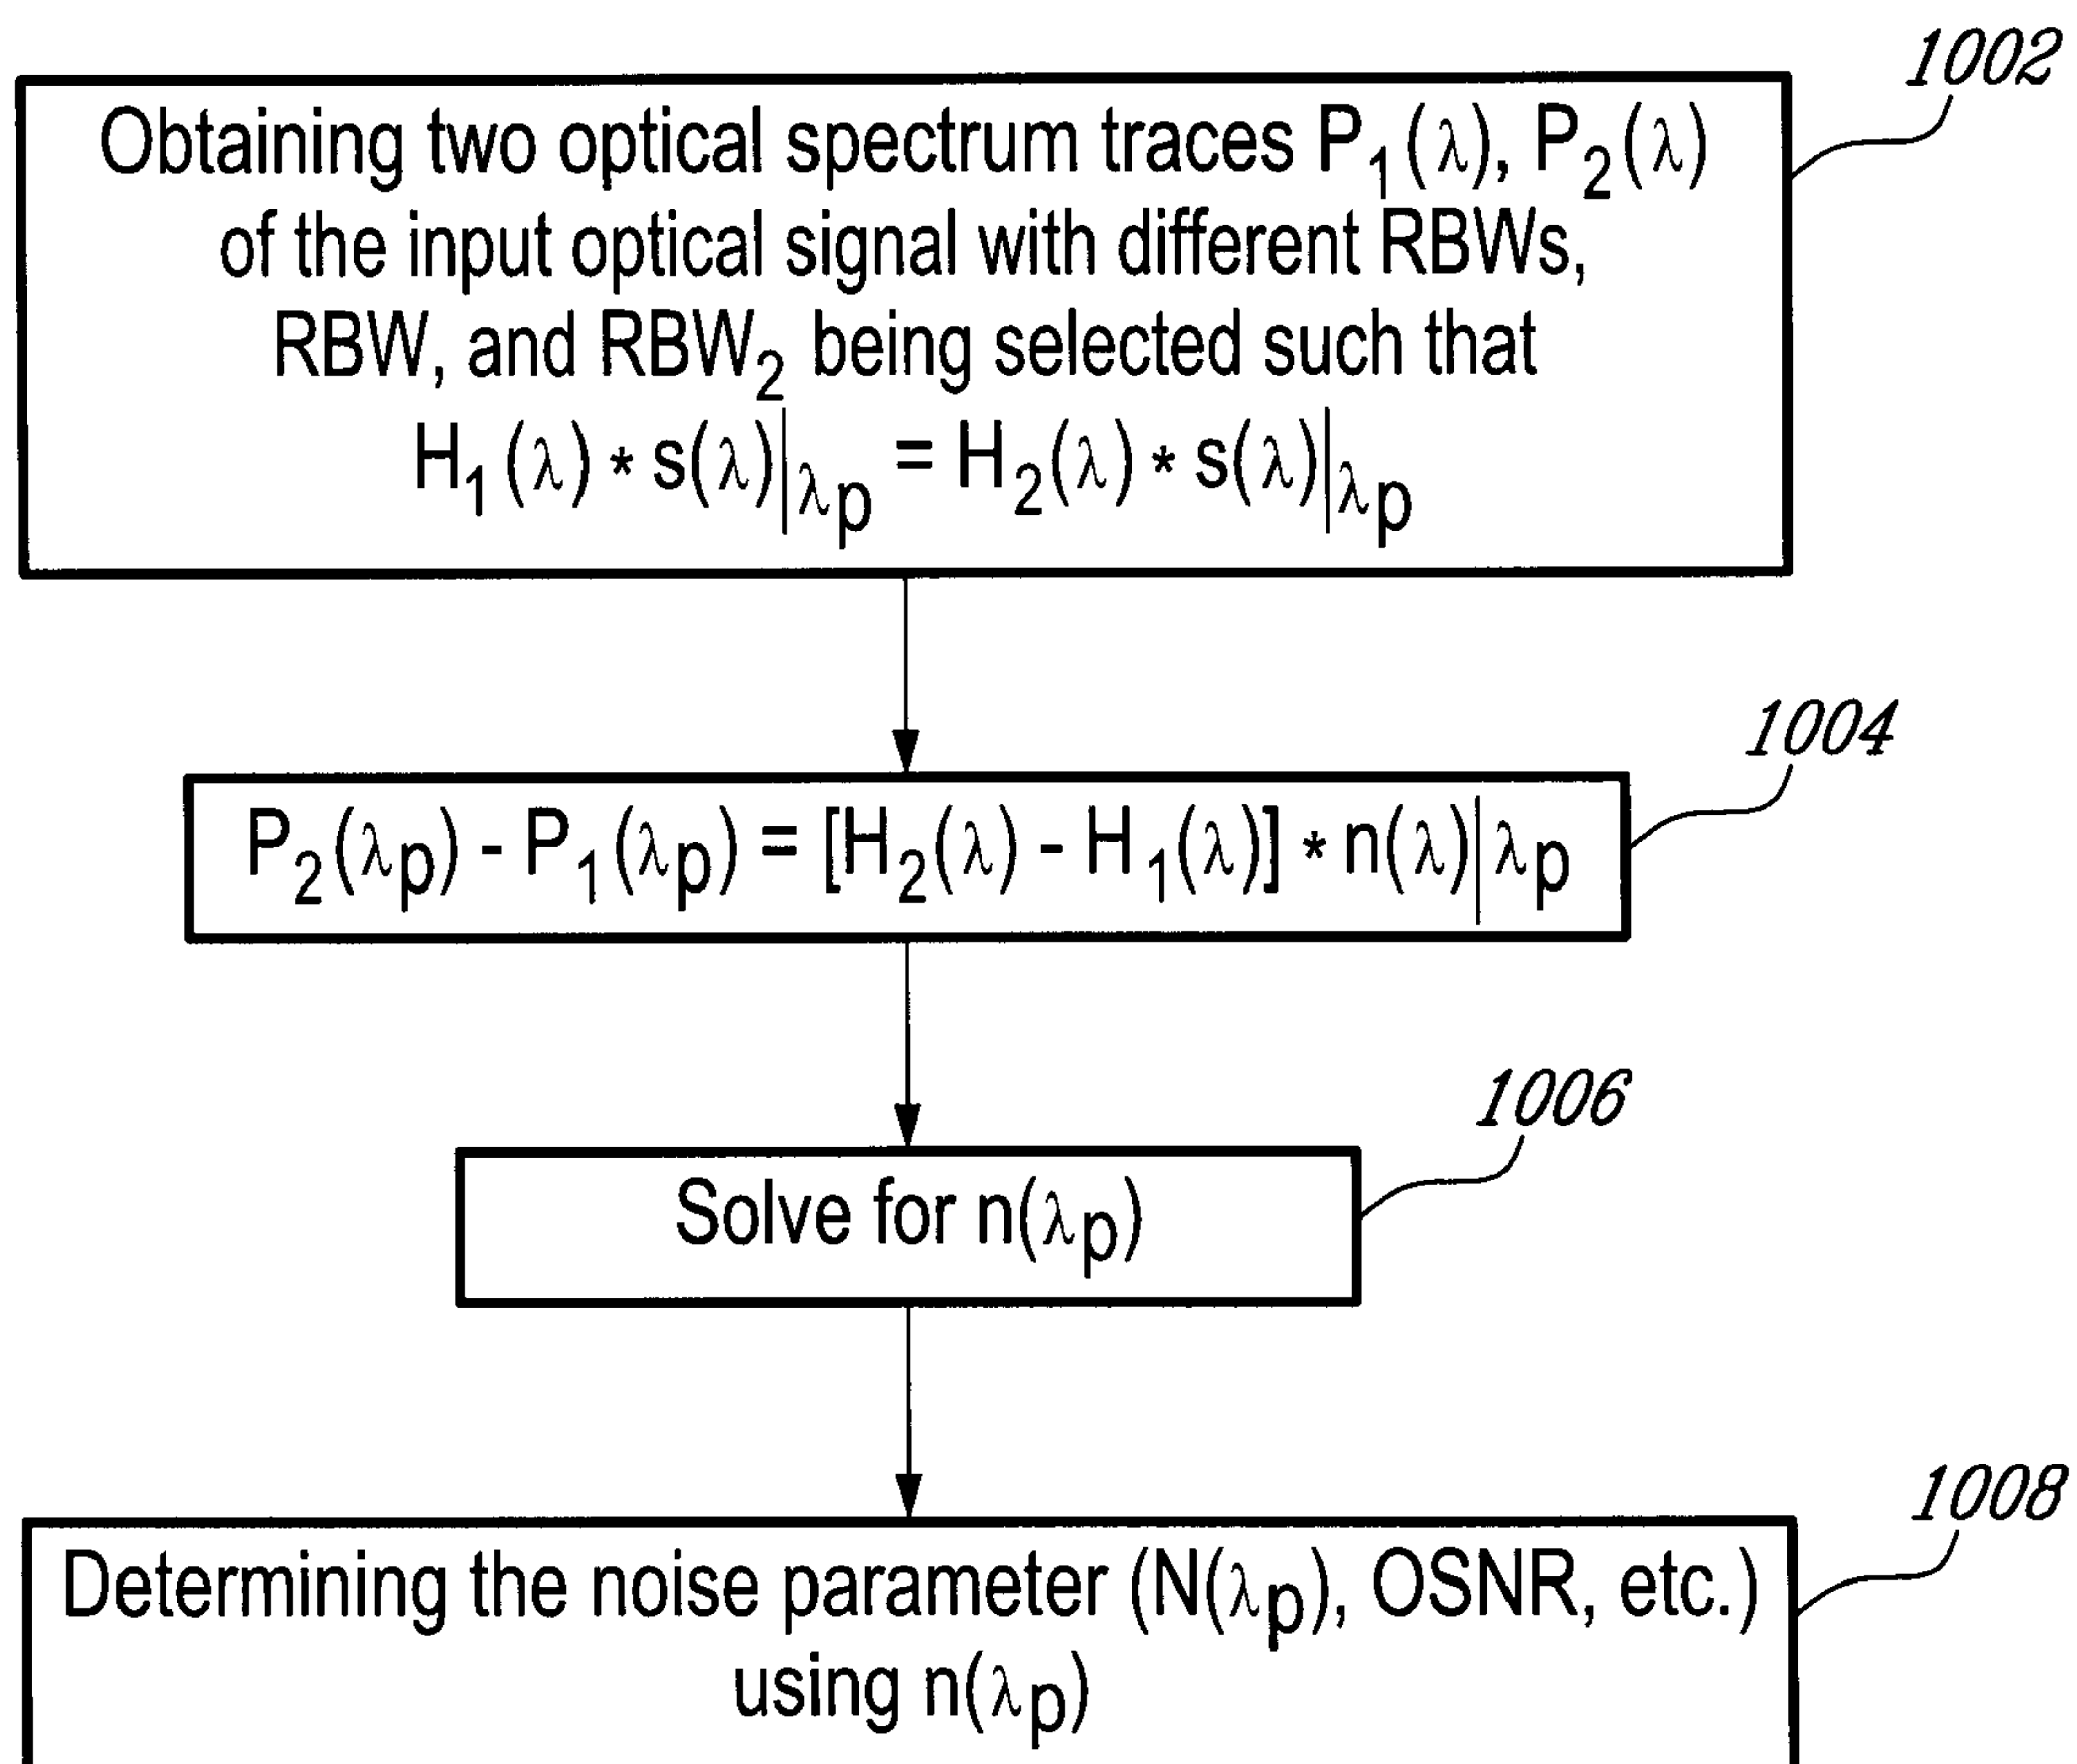 1002
Obtaining two optical spectrum traces P₁(λ), P₂(λ)
of the input optical signal with different RBWs,
RBW, and RBW₂ being selected such that
H₁(λ) * s(λ)|λp = H₂(λ) * s(λ)|λp
1004
P₂(λp) - P₁(λp) = [H₂(λ) - H₁(λ)] * n(λ)|λp
1006
Solve for n(λp)
1008
Determining the noise parameter (N(λp), OSNR, etc.)
using n(λp)